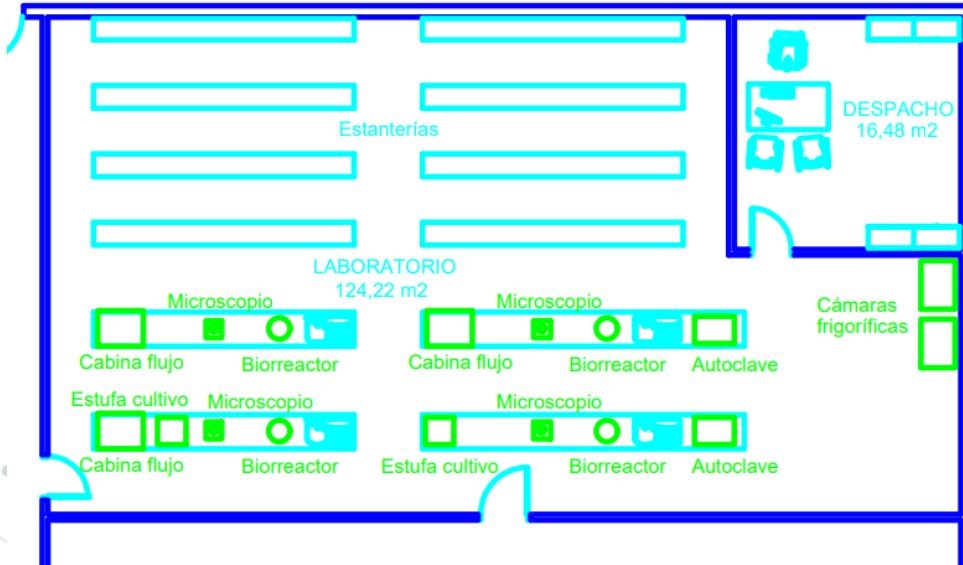 DESPACHO
16,48 m2
Estanterías
LABORATORIO
124,22 m2
Cámaras
frigoríficas
Microscopio
Microscopio
Cabina flujo
Biorreactor
Cabina flujo
Biorreactor
Autoclave
Estufa cultivo
Microscopio
Microscopio
Cabina flujo
Biorreactor
Estufa cultivo
Biorreactor
Autoclave